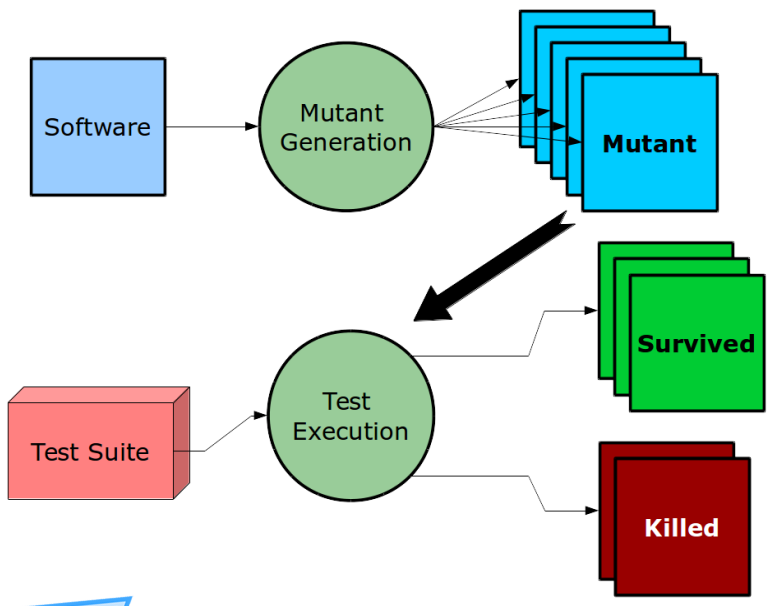 Software
Mutant
Generation
Mutant
Test Suite
Test
Execution
Survived
Killed